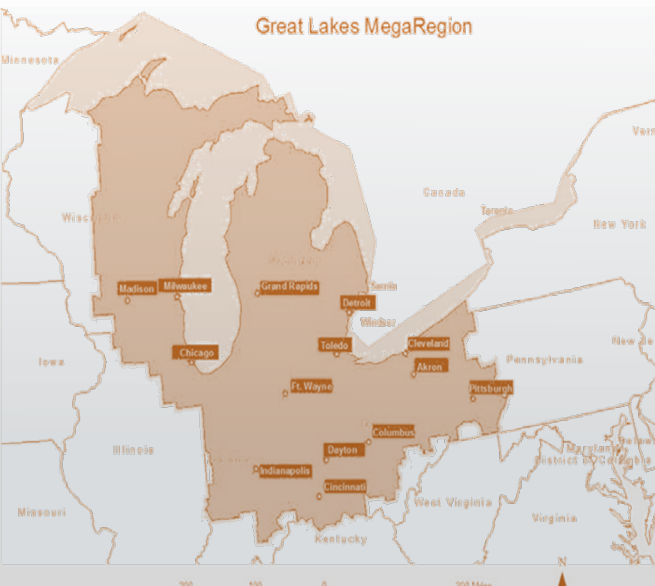 Great Lakes MegaRegion
Minnesota
Canada
Toronto
New York
Madison
Milwaukee
Grand Rapids
Sarnia
Detroit
Windsor
Iowa
Chicago
Toledo
Cleveland
Akron
Pennsylvania
Ft. Wayne
Pittsburgh
Illinois
Columbus
Dayton
Indianapolis
Cincinnati
Missouri
West Virginia
Virginia
Kentucky
N